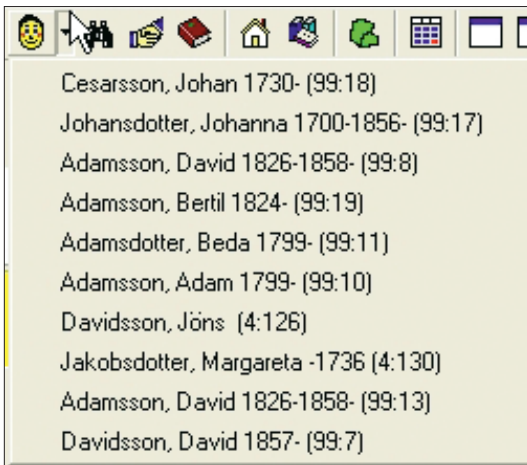 Cesarsson, Johan 1730- (99:18)
Johansdotter, Johanna 1700-1856- (99:17)
Adamsson, David 1826-1858- (99:8)
Adamsson, Bertil 1824- (99:19)
Adamsdotter, Beda 1799- (99:11)
Adamsson, Adam 1799- (99:10)
Davidsson, Jöns  (4:126)
Jakobsdotter, Margareta -1736 (4:130)
Adamsson, David 1826-1858- (99:13)
Davidsson, David 1857- (99:7)